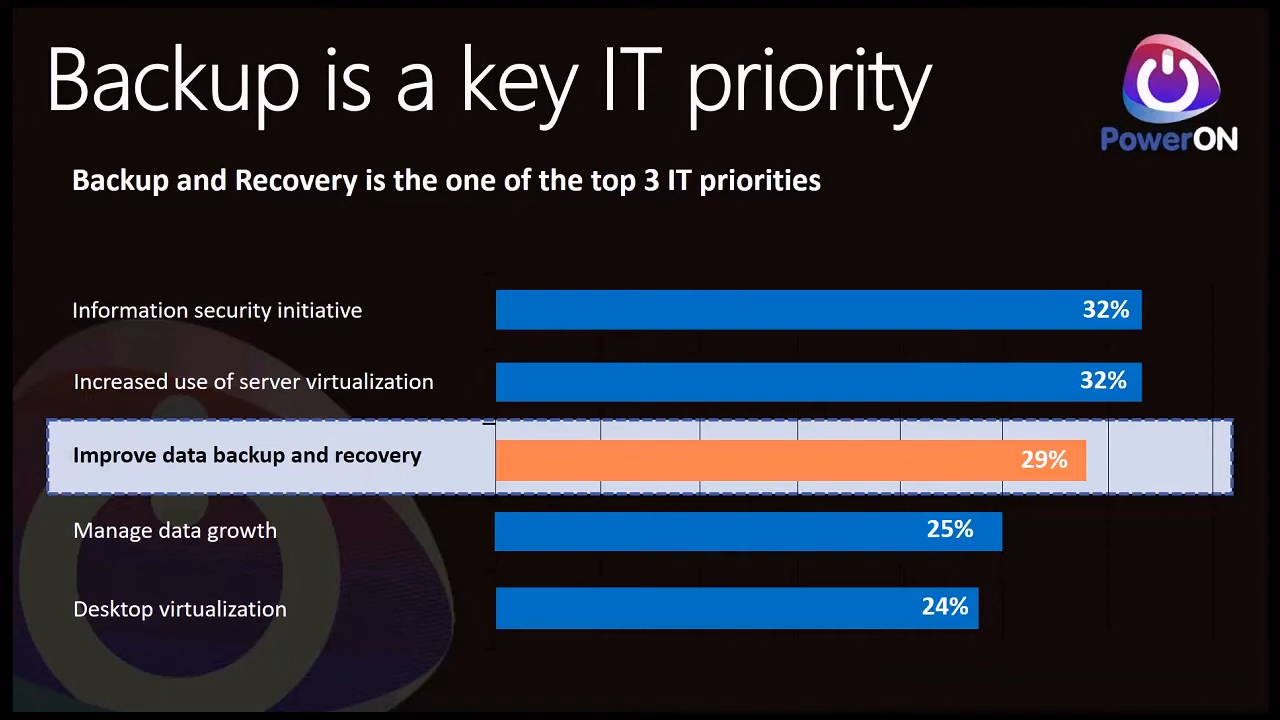 Backup is a key IT priority
PowerON
Backup and Recovery is the one of the top 3 IT priorities
Information security initiative 32%
Increased use of server virtualization 32%
Improve data backup and recovery 29%
Manage data growth 25%
Desktop virtualization 24%